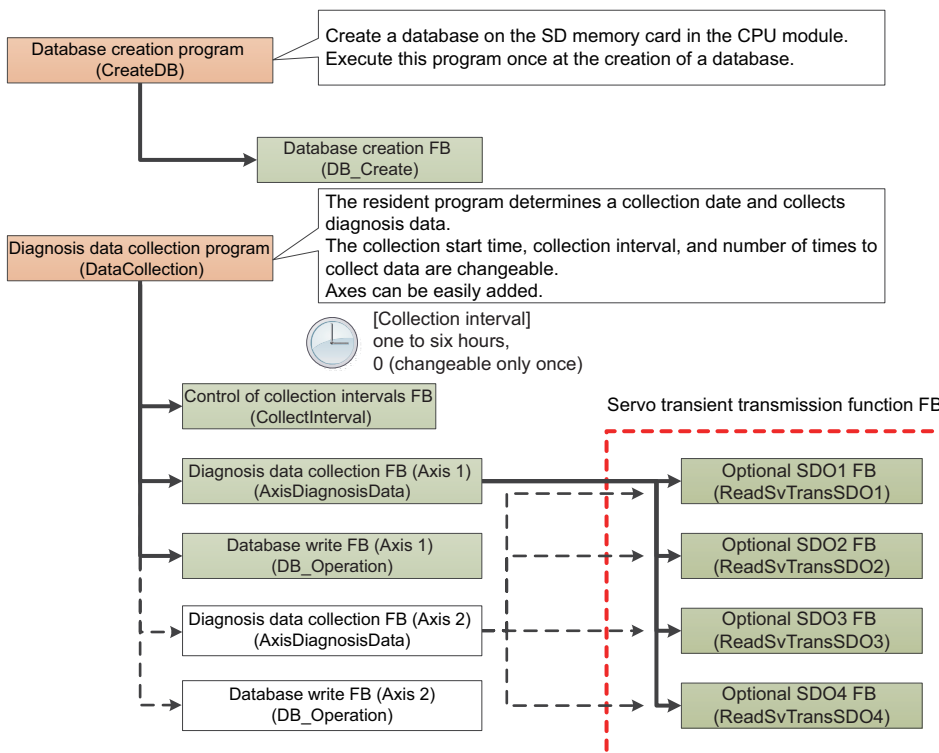 Database creation program
(CreateDB)
Create a database on the SD memory card in the CPU module.
Execute this program once at the creation of a database.
Database creation FB
(DB_Create)
Diagnosis data collection program
(DataCollection)
The resident program determines a collection date and collects
diagnosis data.
The collection start time, collection interval, and number of times to
collect data are changeable.
Axes can be easily added.
[Collection interval]
one to six hours,
0 (changeable only once)
Control of collection intervals FB
(CollectInterval)
Servo transient transmission function FB
Diagnosis data collection FB (Axis 1)
(AxisDiagnosisData)
Optional SDO1 FB
(ReadSvTransSDO1)
Database write FB (Axis 1)
(DB_Operation)
Optional SDO2 FB
(ReadSvTransSDO2)
Diagnosis data collection FB (Axis 2)
(AxisDiagnosisData)
Optional SDO3 FB
(ReadSvTransSDO3)
Database write FB (Axis 2)
(DB_Operation)
Optional SDO4 FB
(ReadSvTransSDO4)